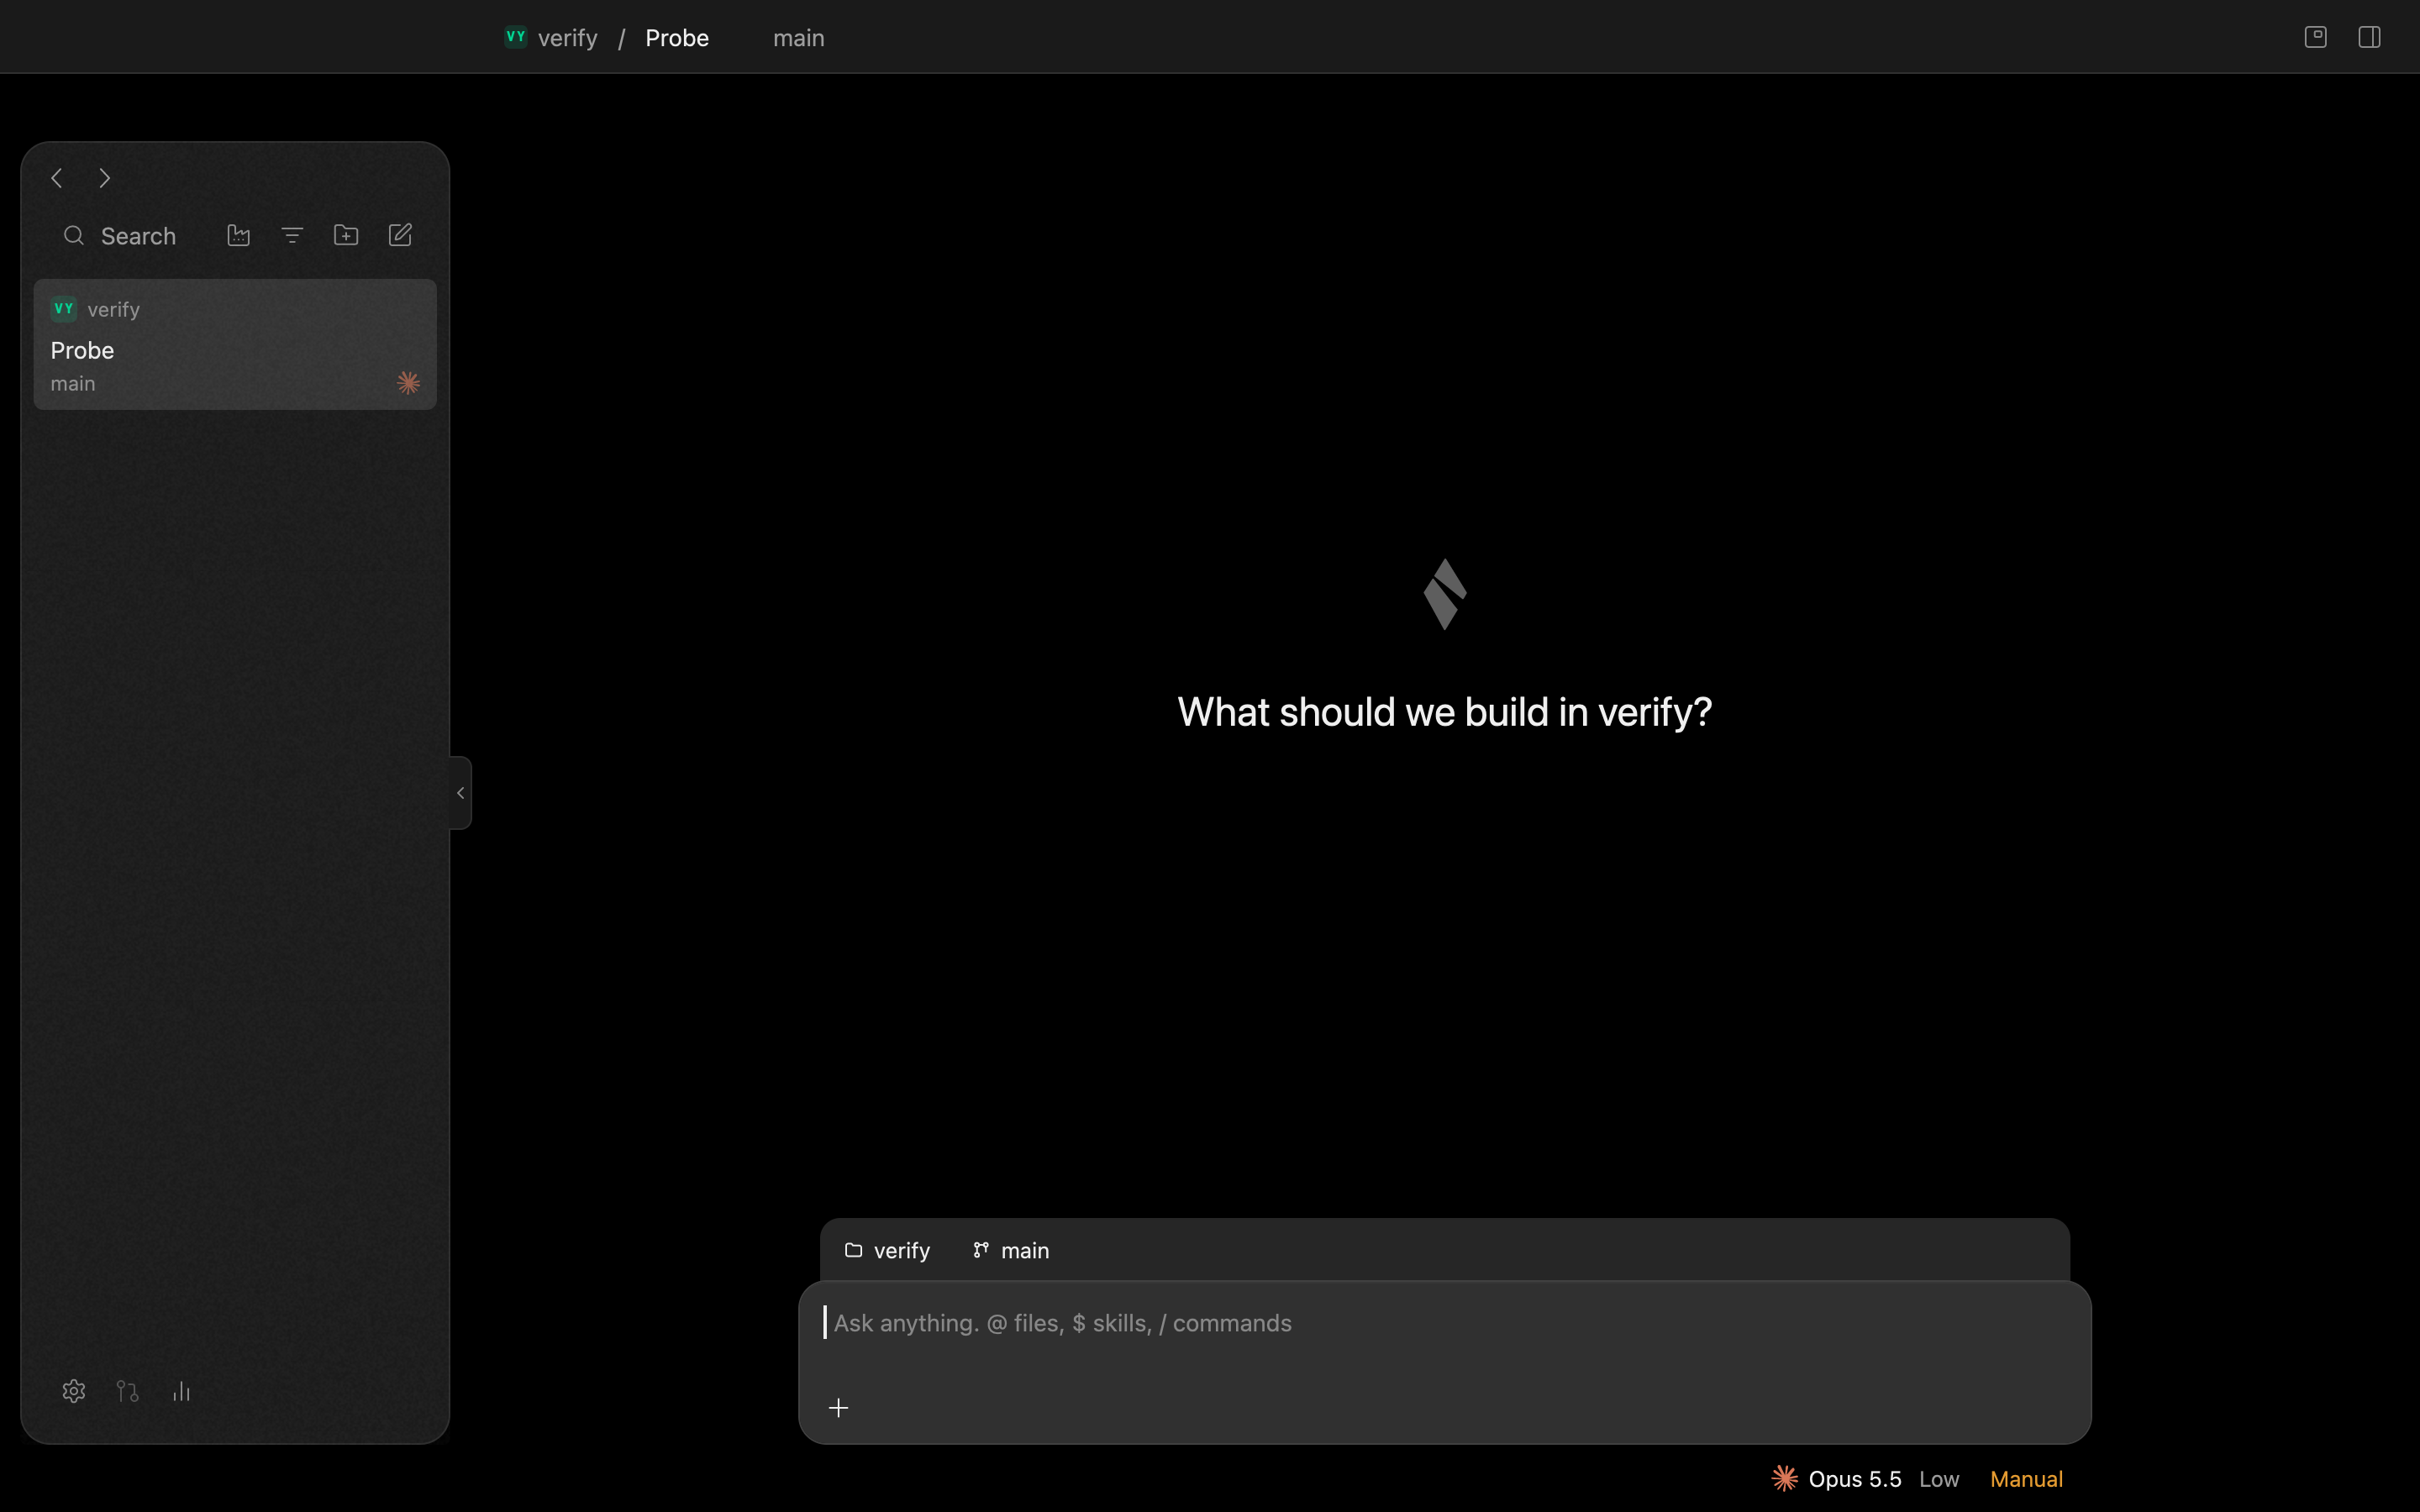 VY verify / Probe main
Search
VY verify
Probe
main
What should we build in verify?
verify main
Ask anything. @ files, $ skills, / commands
Opus 5.5 Low Manual